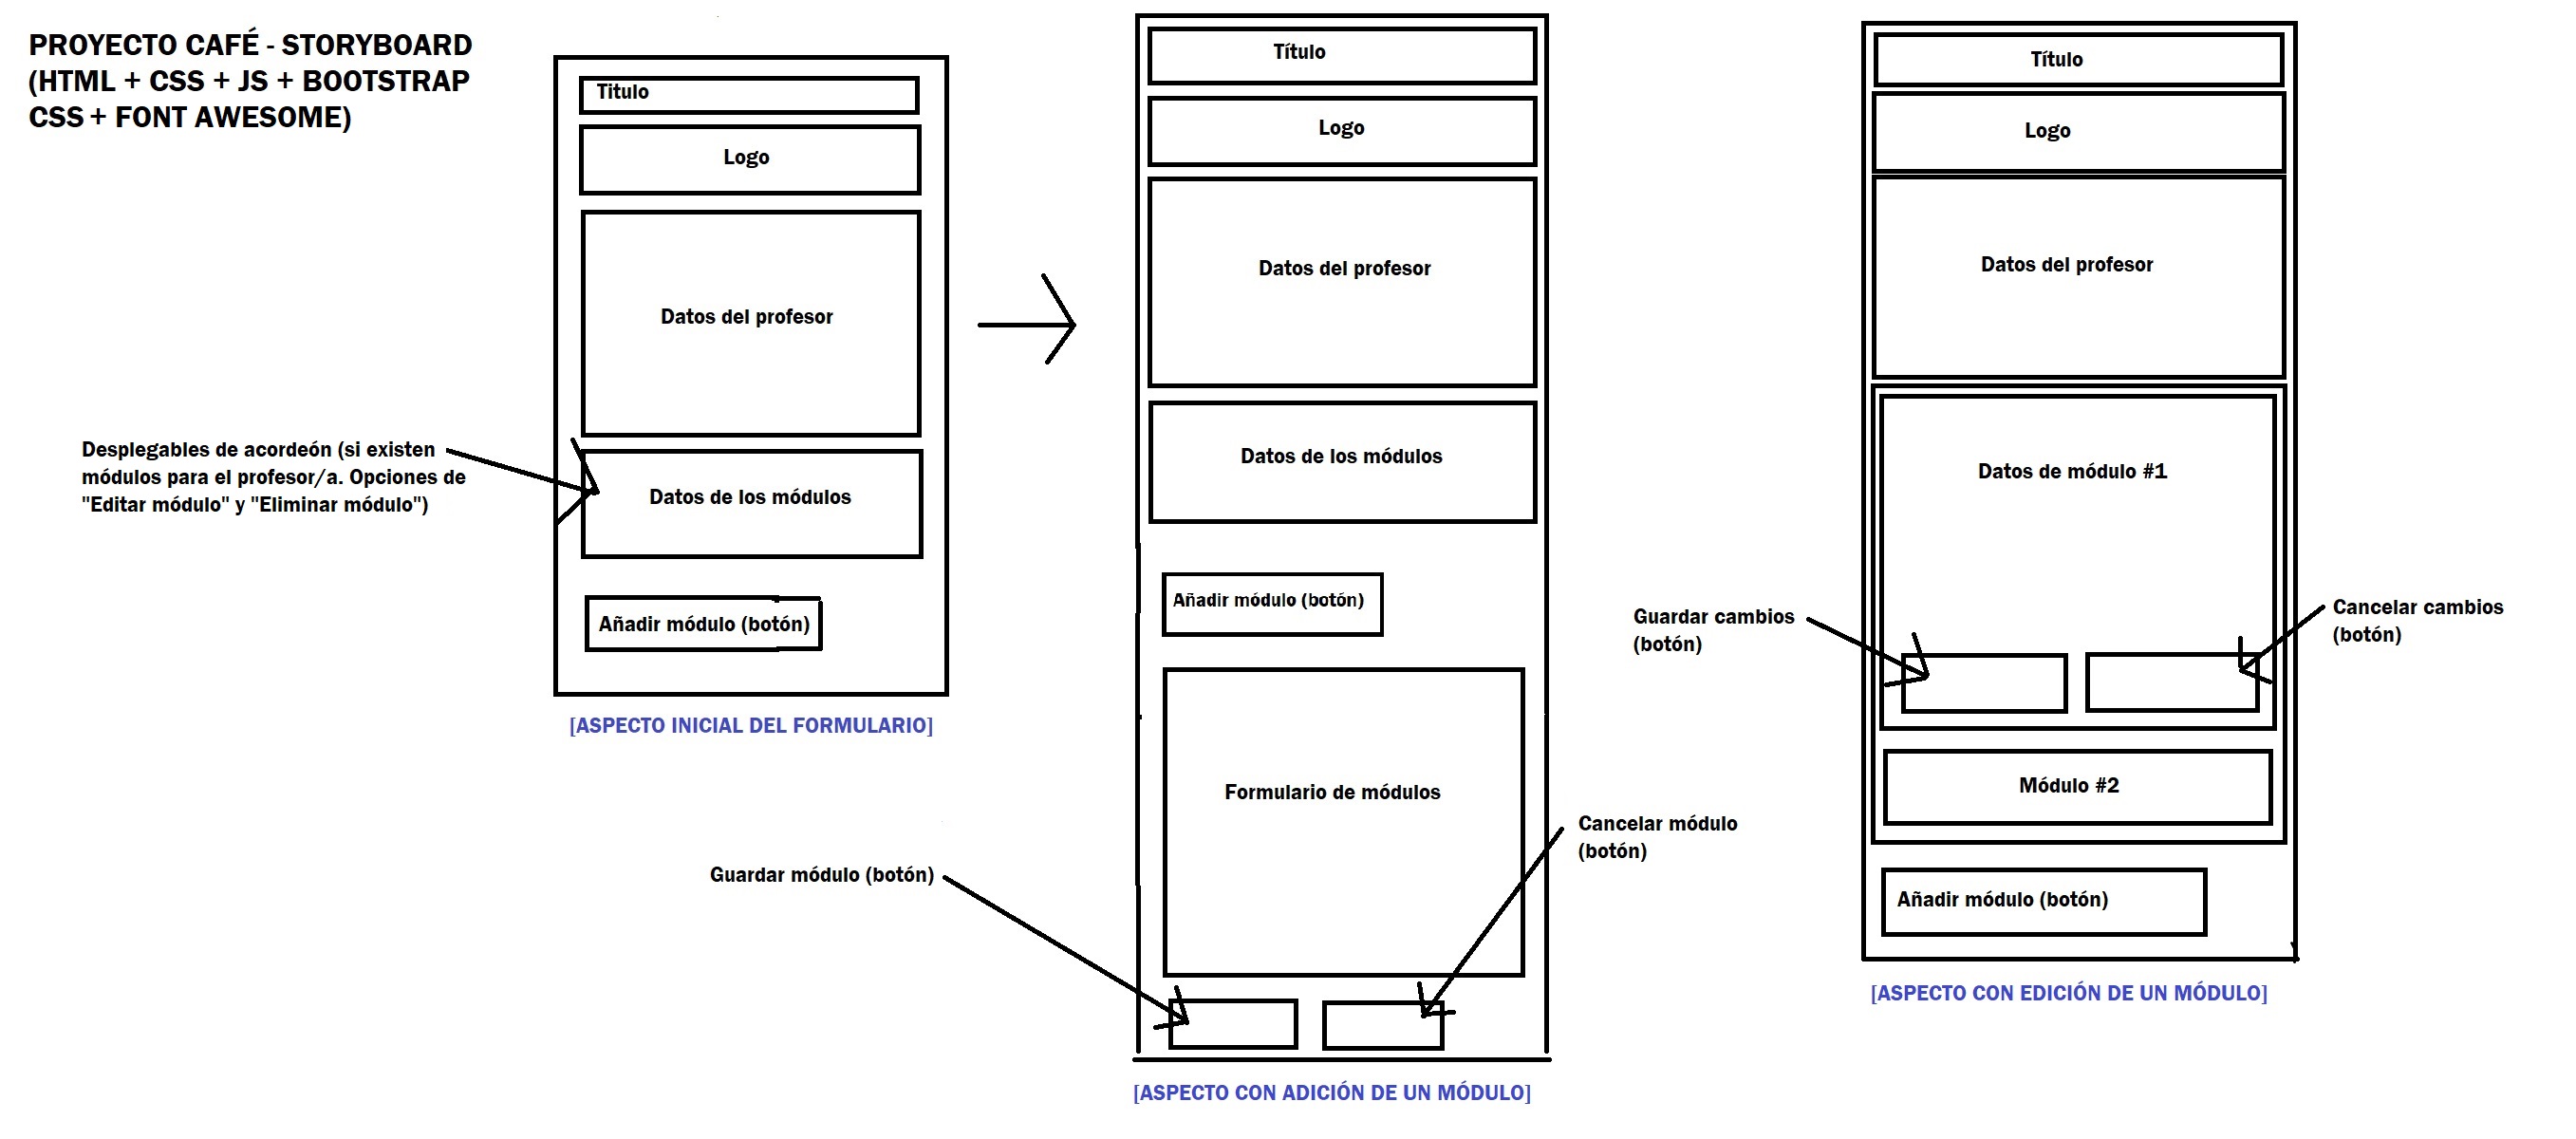 PROYECTO CAFÉ - STORYBOARD
(HTML + CSS + JS + BOOTSTRAP
CSS + FONT AWESOME)
Titulo
Logo
Datos del profesor
Desplegables de acordeón (si existen
módulos para el profesor/a. Opciones de
"Editar módulo" y "Eliminar módulo")
Datos de los módulos
Añadir módulo (botón)
[ASPECTO INICIAL DEL FORMULARIO]
Título
Logo
Datos del profesor
Datos de los módulos
Añadir módulo (botón)
Formulario de módulos
Guardar módulo (botón)
Cancelar módulo
(botón)
[ASPECTO CON ADICIÓN DE UN MÓDULO]
Título
Logo
Datos del profesor
Datos de módulo #1
Guardar cambios
(botón)
Cancelar cambios
(botón)
Módulo #2
Añadir módulo (botón)
[ASPECTO CON EDICIÓN DE UN MÓDULO]